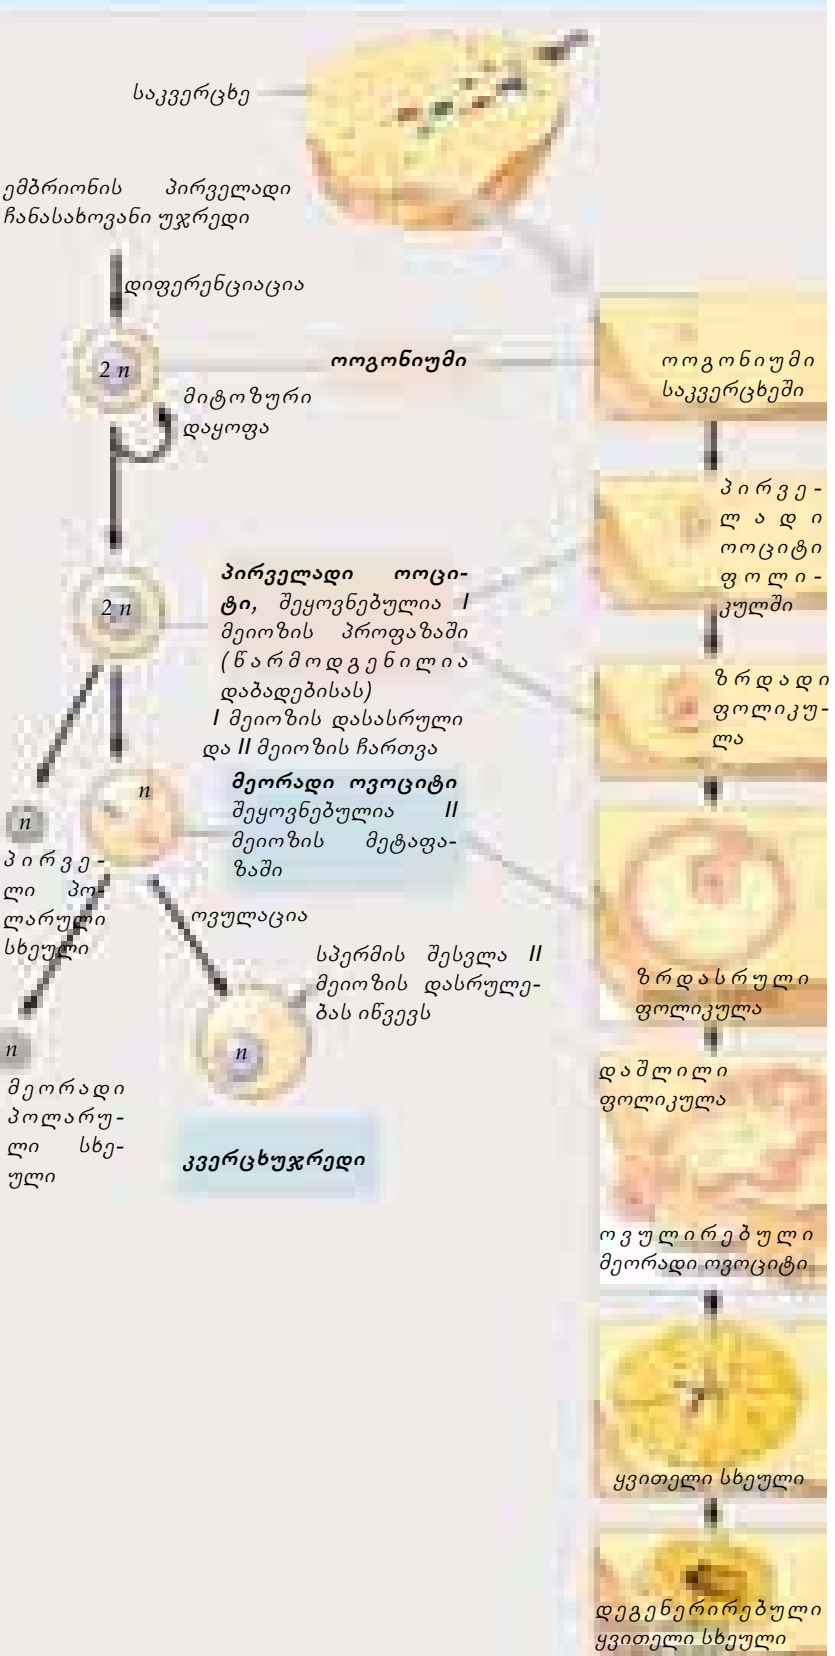 საკვერცხე
ემბრიონის პირველადი
ჩანასახოვანი უჯრედი
დიფერენციაცია
2 n
ოოგონიუმი
ოოგონიუმი
საკვერცხეში
მიტოზური
დაყოფა
პირვე-
ლადი
ოოციტი
ფოლი-
კულში
2 n
პირველადი ოოცი-
ტი, შეყოვნებულია I
მეიოზის პროფაზაში
(წარმოდგენილია
დაბადებისას)
I მეიოზის დასასრული
და II მეიოზის ჩართვა
ზრდადი
ფოლიკუ-
ლა
n
n
მეორადი ოვოციტი
შეყოვნებულია II
მეიოზის მეტაფა-
ზაში
პირვე-
ლი პო-
ლარული
სხეული
ოვულაცია
სპერმის შესვლა II
მეიოზის დასრულე-
ბას იწვევს
ზრდასრული
ფოლიკულა
n
n
მეორადი
პოლარუ-
ლი სხე-
ული
კვერცხუჯრედი
დაშლილი
ფოლიკულა
ოვულირებული
მეორადი ოვოციტი
ყვითელი სხეული
დეგენერირებული
ყვითელი სხეული